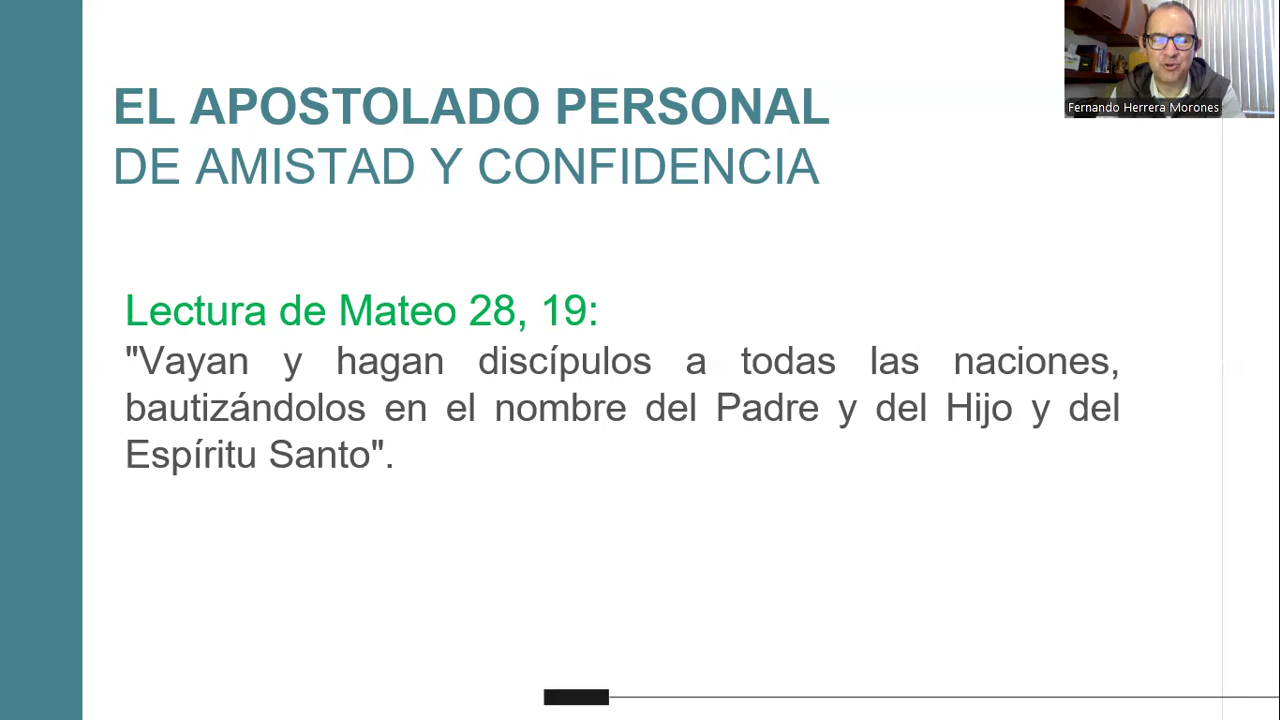 Fernando Herrera Morones
EL APOSTOLADO PERSONAL
DE AMISTAD Y CONFIDENCIA
Lectura de Mateo 28, 19:
"Vayan y hagan discípulos a todas las naciones,
bautizándolos en el nombre del Padre y del Hijo y del
Espíritu Santo".